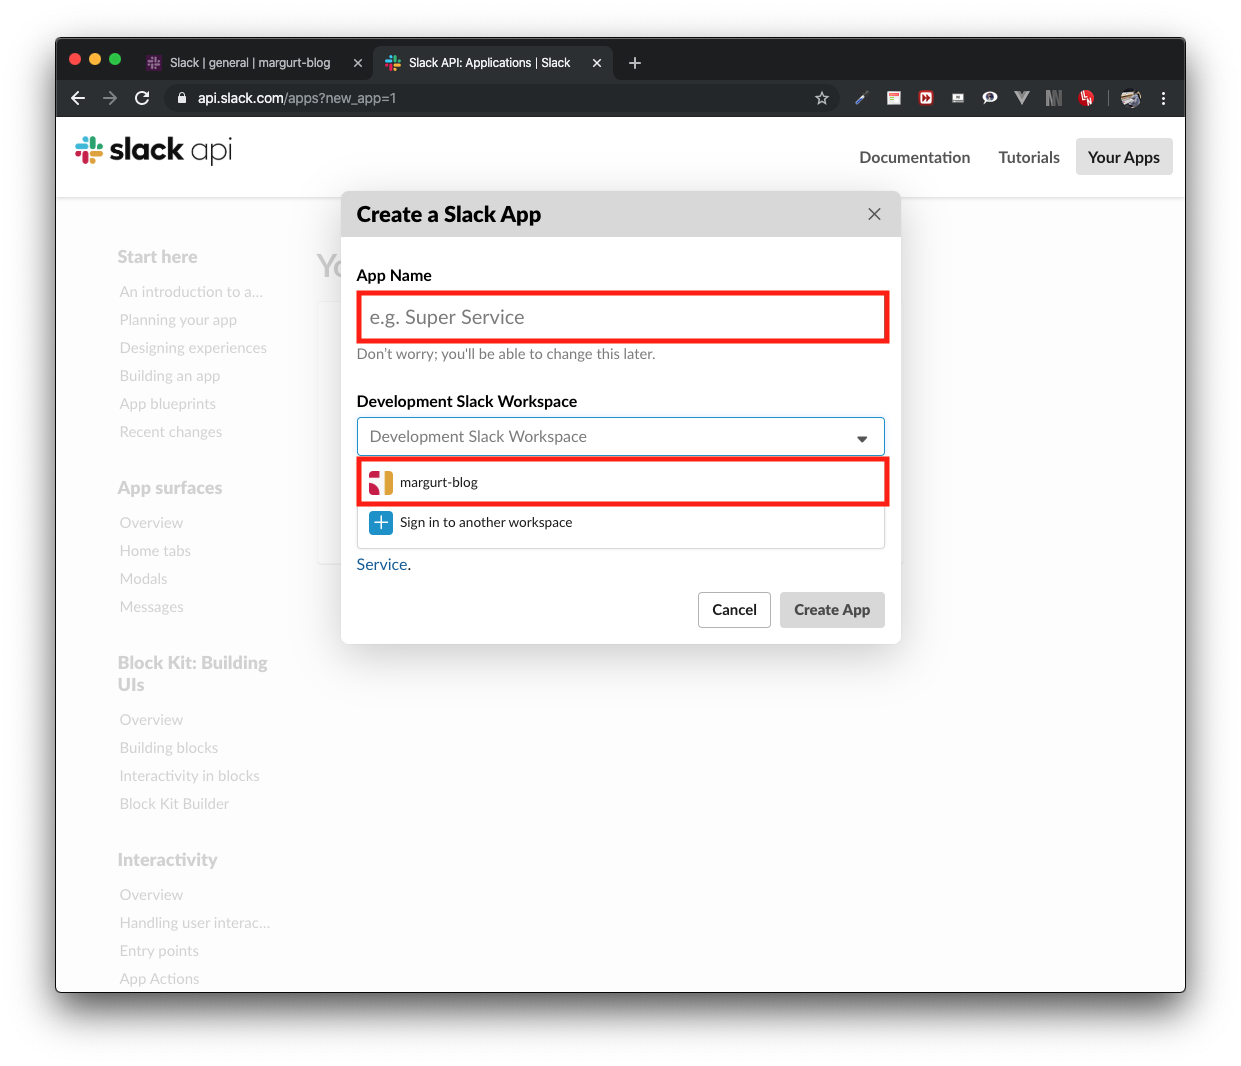 Slack | general | margurt-blog
Slack API: Applications | Slack
api.slack.com/apps?new_app=1
slack api
Documentation
Tutorials
Your Apps
Create a Slack App
Start here
An introduction to a...
Planning your app
Designing experiences
Building an app
App blueprints
Recent changes
App surfaces
Overview
Home tabs
Modals
Messages
Block Kit: Building
UIs
Overview
Building blocks
Interactivity in blocks
Block Kit Builder
Interactivity
Overview
Handling user interac...
Entry points
App Actions
Yo
App Name
e.g. Super Service
Don't worry; you'll be able to change this later.
Development Slack Workspace
Development Slack Workspace
margurt-blog
Sign in to another workspace
Service.
Cancel
Create App